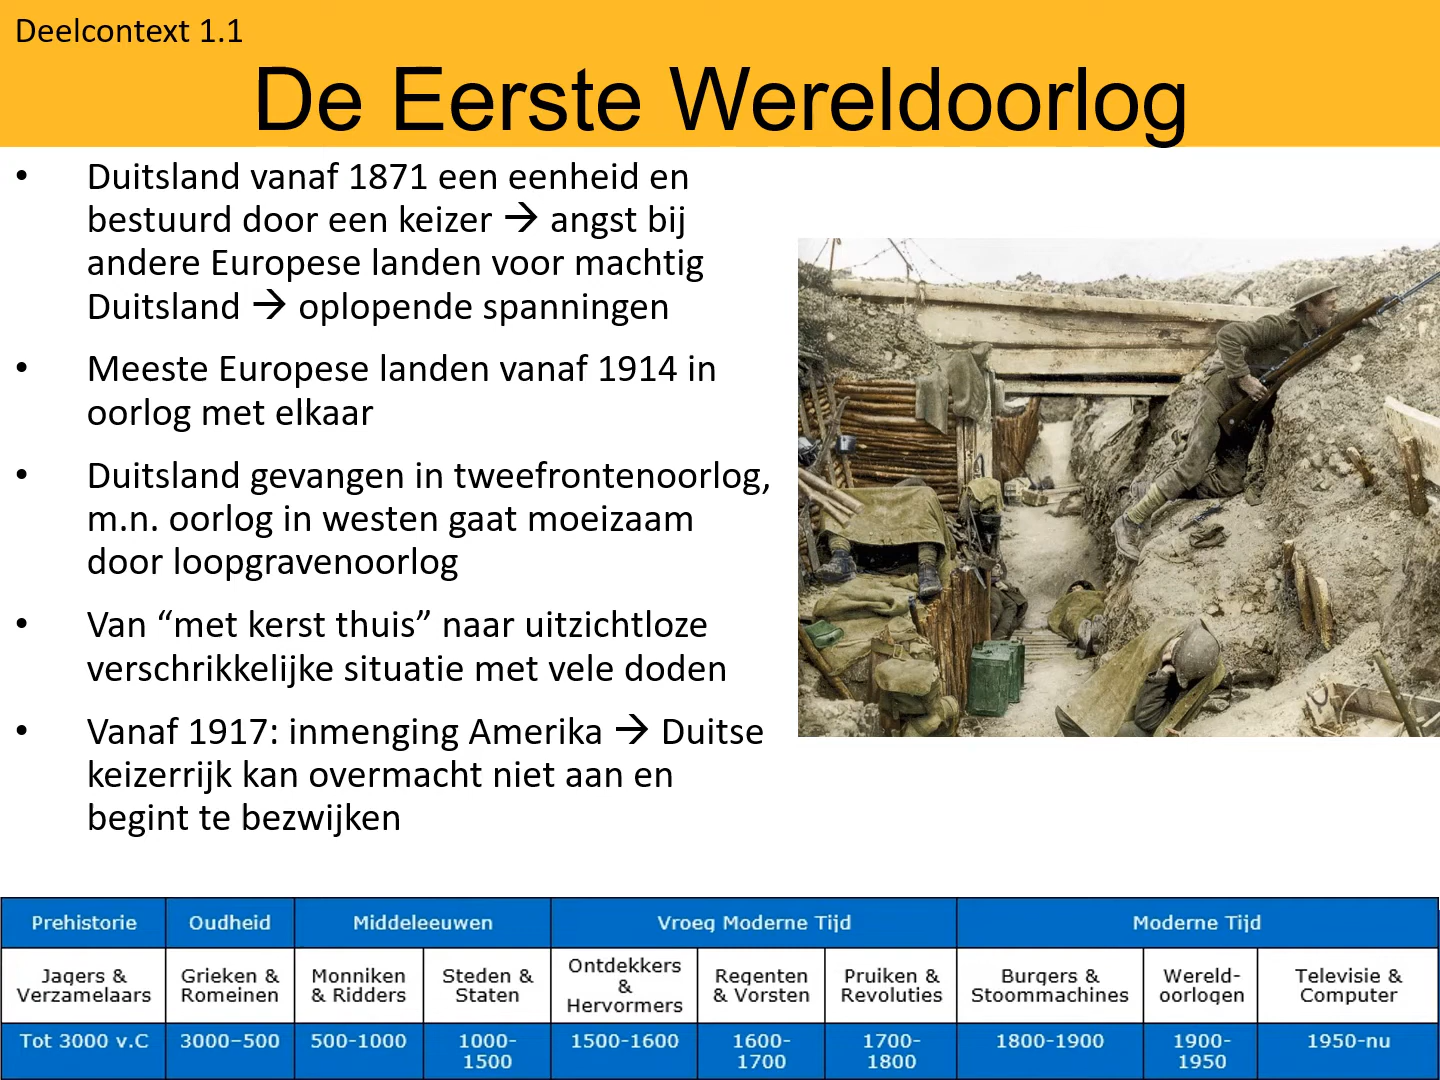 Deelcontext 1.1
De Eerste Wereldoorlog
• Duitsland vanaf 1871 een eenheid en
bestuurd door een keizer → angst bij
andere Europese landen voor machtig
Duitsland → oplopende spanningen
• Meeste Europese landen vanaf 1914 in
oorlog met elkaar
• Duitsland gevangen in tweefrontenoorlog,
m.n. oorlog in westen gaat moeizaam
door loopgravenoorlog
• Van “met kerst thuis” naar uitzichtloze
verschrikkelijke situatie met vele doden
• Vanaf 1917: inmenging Amerika → Duitse
keizerrijk kan overmacht niet aan en
begint te bezwijken
Prehistorie Oudheid Middeleeuwen Vroeg Moderne Tijd Moderne Tijd
Jagers &
Verzamelaars
Grieken &
Romeinen
Monniken
& Ridders
Steden &
Staten
Ontdekkers
&
Hervormers
Regenten
& Vorsten
Pruiken &
Revoluties
Burgers &
Stoommachines
Wereld-
oorlogen
Televisie &
Computer
Tot 3000 v.C
3000–500
500-1000
1000-
1500
1500-1600
1600-
1700
1700-
1800
1800-1900
1900-
1950
1950-nu